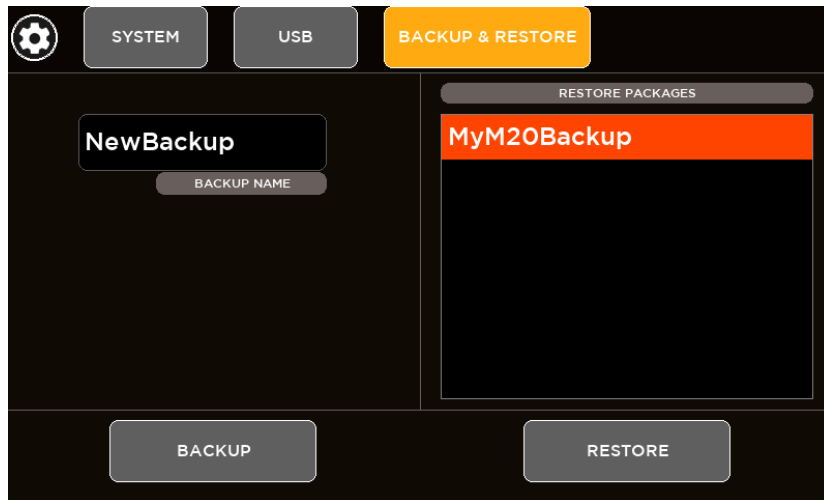 SYSTEM
USB
BACKUP & RESTORE
NewBackup
BACKUP NAME
RESTORE PACKAGES
MyM20Backup
BACKUP
RESTORE